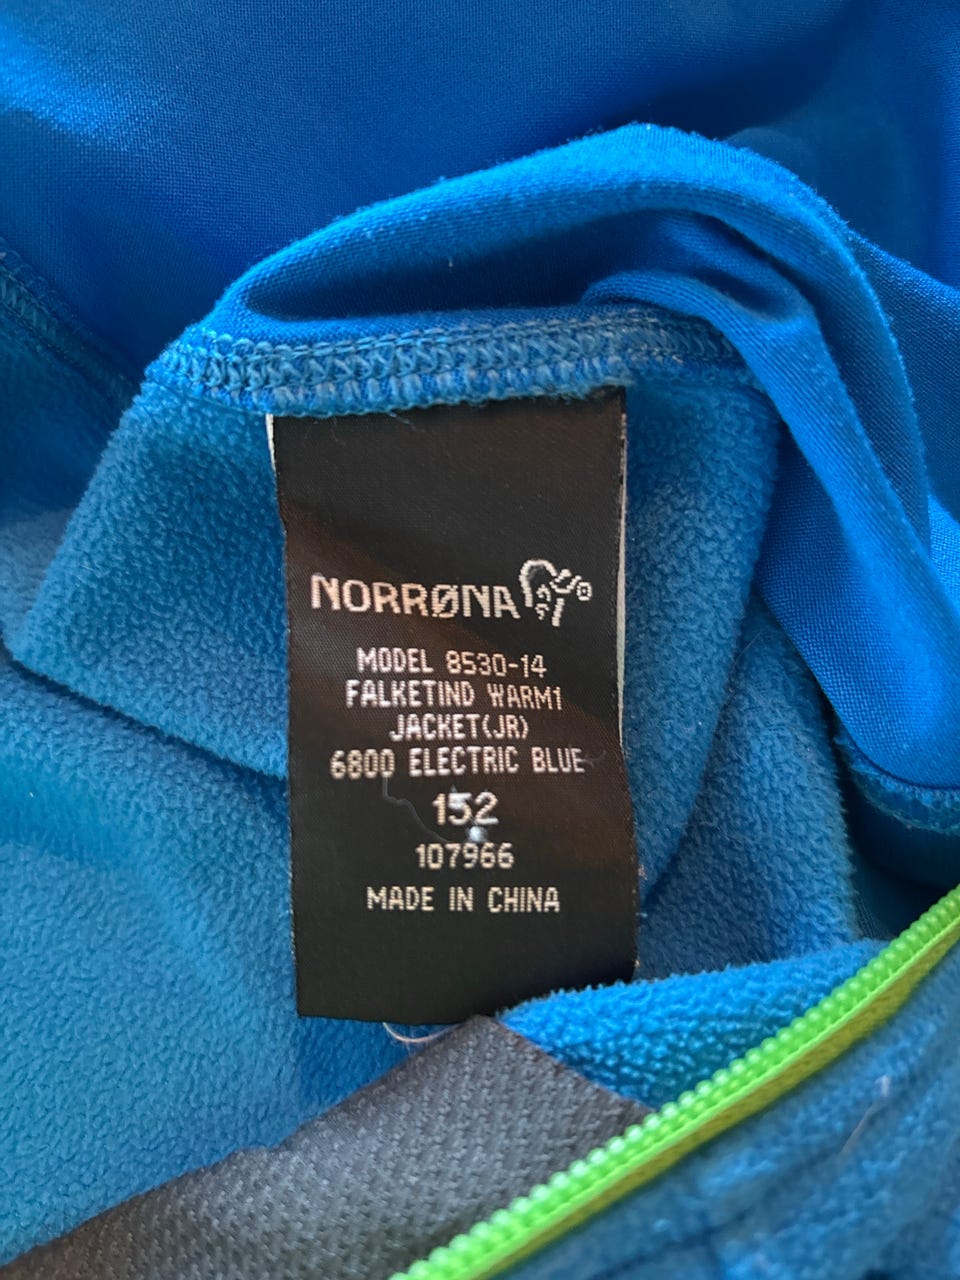 NORRØNA
MODEL 8530-14
FALKETIND WARM1
JACKET(JR)
6800 ELECTRIC BLUE
152
107966
MADE IN CHINA